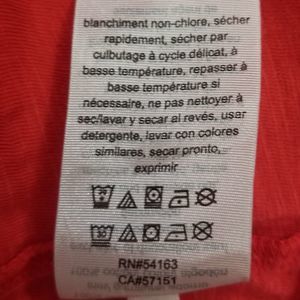 blanchiment non-chlore, sécher
rapidement, sécher par
culbutage à cycle délicat, à
basse température, repasser à
basse température si
nécessaire, ne pas nettoyer à
sec/lavar y secar al revés, usar
detergente, lavar con colores
similares, secar pronto,
exprimir
RN#54163
CA#57151